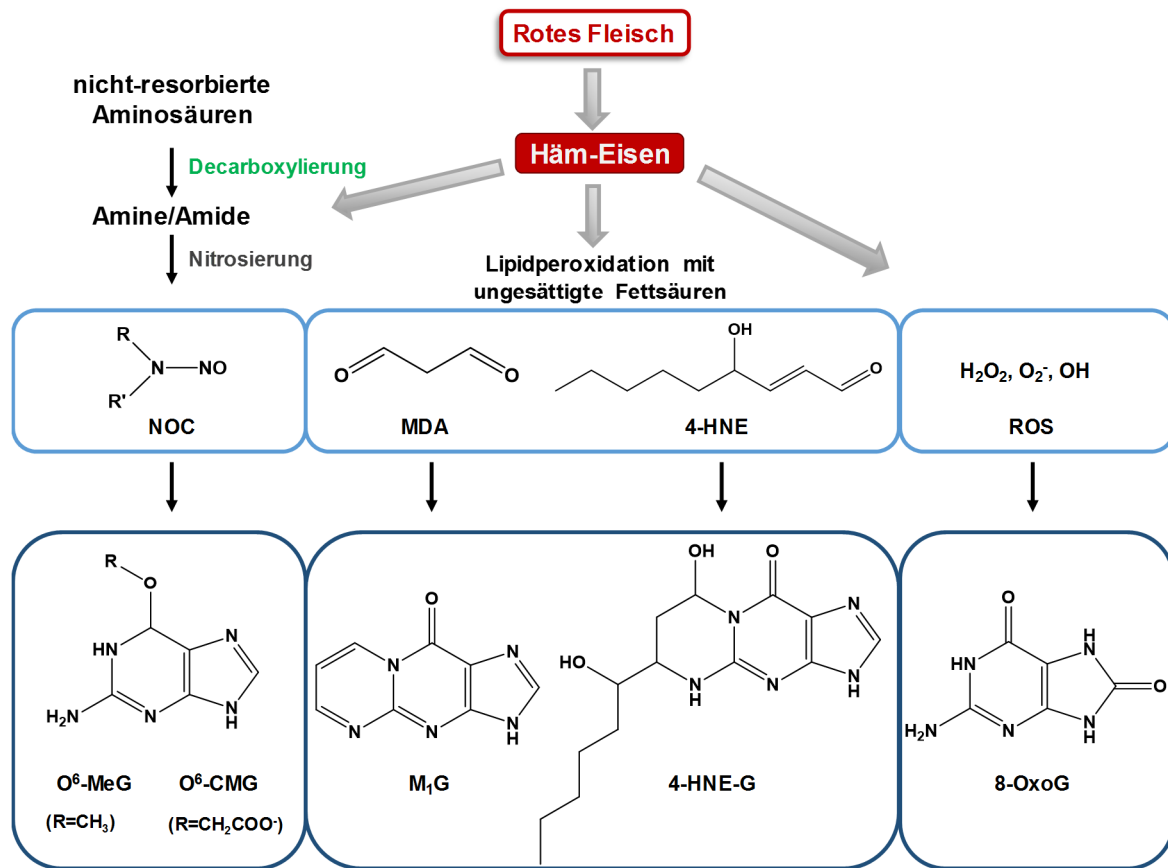 Rotes Fleisch
nicht-resorbierte
Aminosäuren
Häm-Eisen
Decarboxylierung
Amine/Amide
Nitrosierung
Lipidperoxidation mit
ungesättigte Fettsäuren
R
N
NO
R'
NOC
O
O
MDA
OH
O
4-HNE
H₂O₂, O₂⁻, OH
ROS
R
O
HN
N
H₂N
N
N
H
O⁶-MeG
O⁶-CMG
(R=CH₃)
(R=CH₂COO⁻)
O
N
N
N
N
N
H
M₁G
OH
O
N
N
HO
N
H
N
N
H
4-HNE-G
O
HN
H
N
O
H₂N
N
N
H
8-OxoG